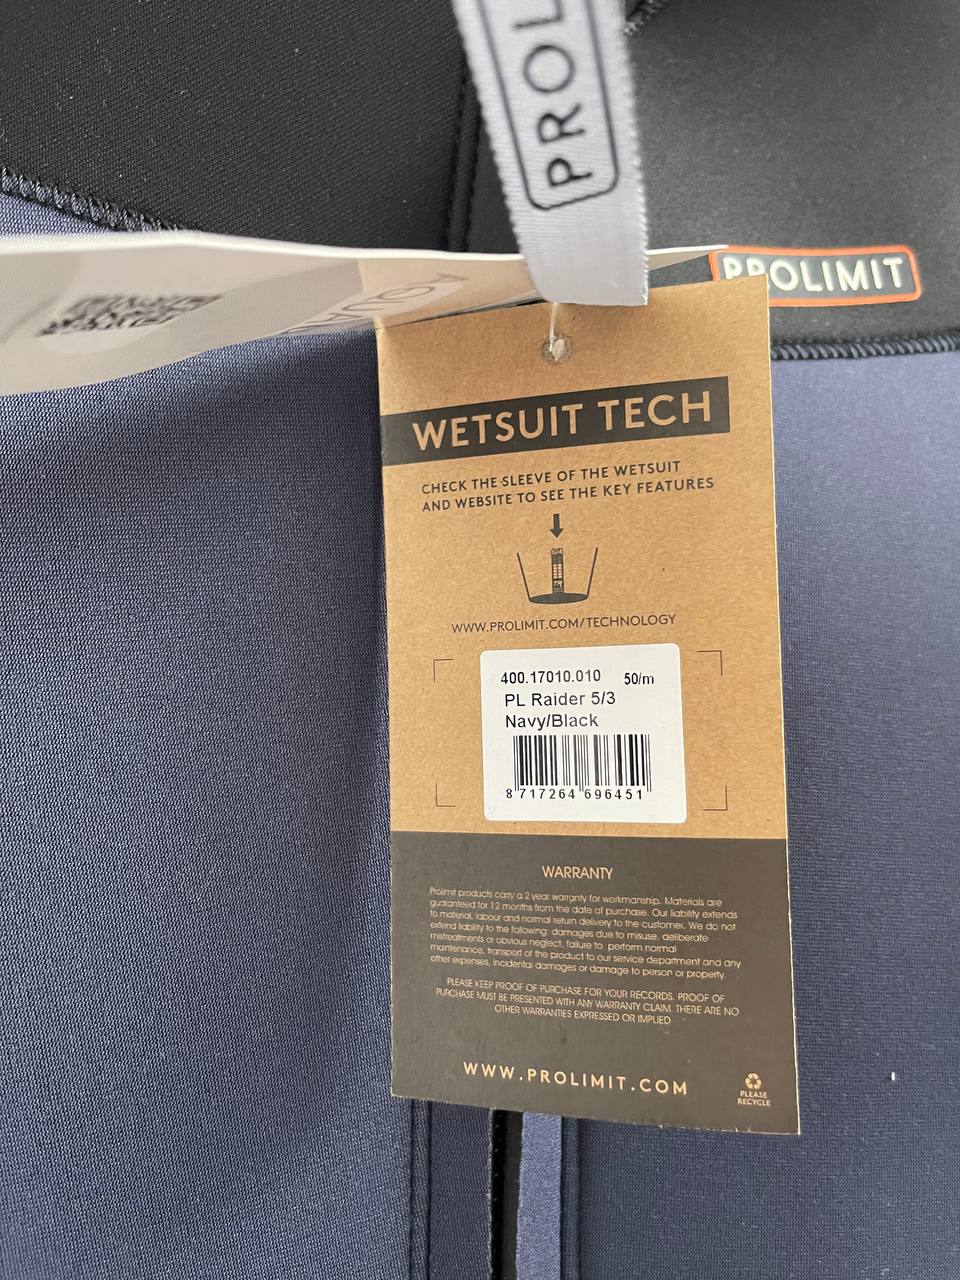 PROL
PROLIMIT
WETSUIT TECH
CHECK THE SLEEVE OF THE WETSUIT
AND WEBSITE TO SEE THE KEY FEATURES
WWW.PROLIMIT.COM/TECHNOLOGY
400.17010.010 50/m
PL Raider 5/3
Navy/Black
8 717264 696451
WARRANTY
Prolimit products carry a 2 year warranty for workmanship. Materials are
guaranteed for 12 months from the date of purchase. Our liability extends
to material, labour and normal return delivery to the customer. We do not
extend liability to the following: damages due to misuse, deliberate
mistreatments or obvious neglect, failure to perform normal
maintenance, transport of the product to our service department and any
other expenses, incidental damages or damage to person or property.
PLEASE KEEP PROOF OF PURCHASE FOR YOUR RECORDS. PROOF OF
PURCHASE MUST BE PRESENTED WITH ANY WARRANTY CLAIM. THERE ARE NO
OTHER WARRANTIES EXPRESSED OR IMPLIED
WWW.PROLIMIT.COM
PLEASE
RECYCLE